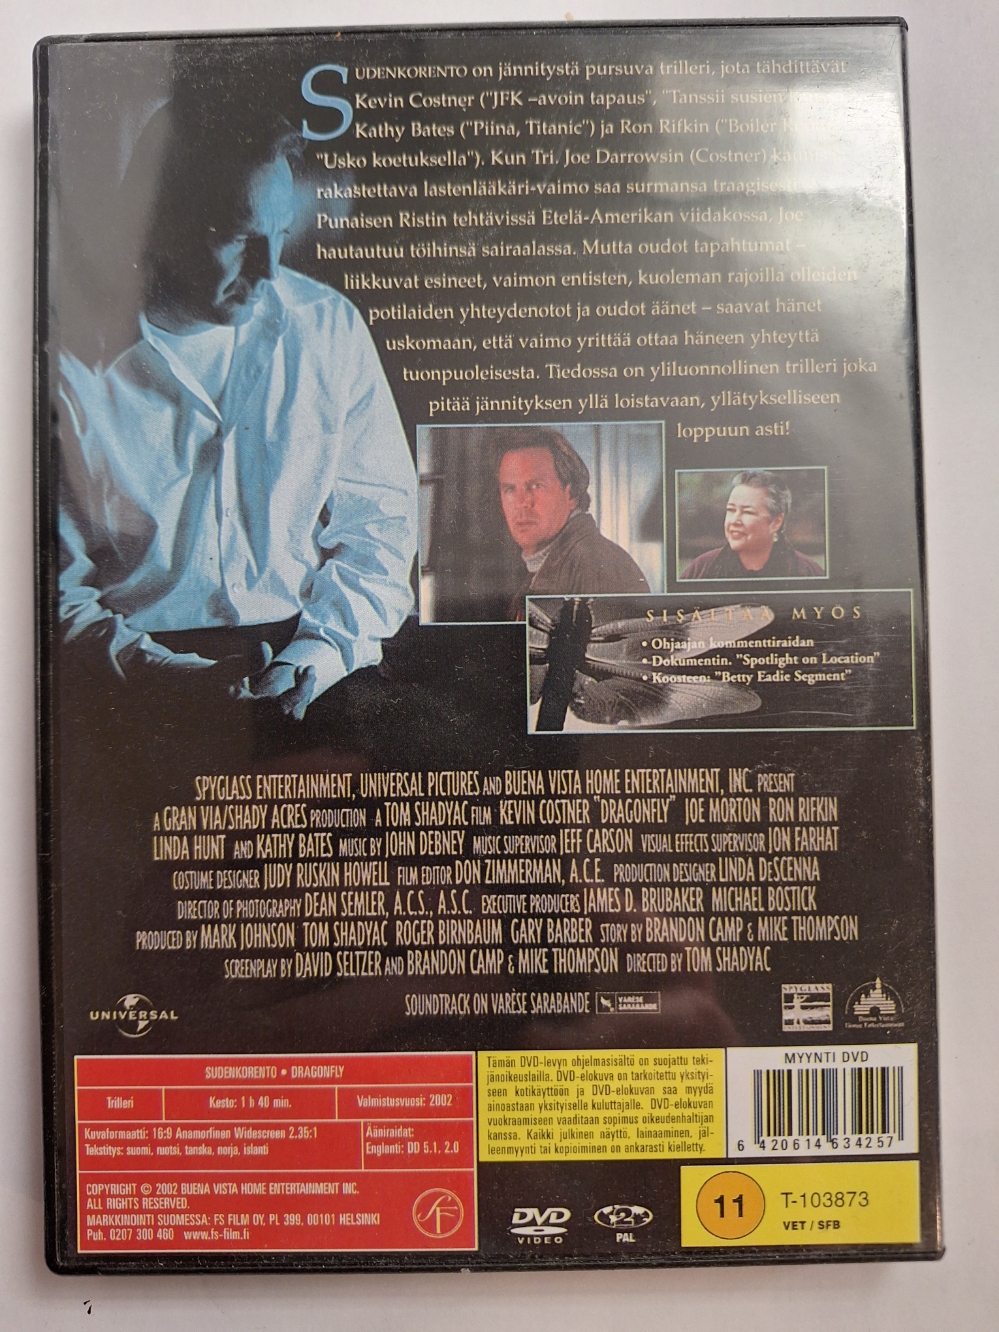 SUDENKORENTO on jännitystä pursuva trilleri, jota tähdittävät
Kevin Costner ("JFK –avoin tapaus", "Tanssii susien
Kathy Bates ("Piina, Titanic") ja Ron Rifkin ("Boiler
"Usko koetuksella"). Kun Tri. Joe Darrowsin (Costner)
rakastettava lastenlääkäri-vaimo saa surmansa traagisesti
Punaisen Ristin tehtävissä Etelä-Amerikan viidakossa, Joe
hautautuu töihinsä sairaalassa. Mutta oudot tapahtumat –
liikkuvat esineet, vaimon entisten, kuoleman rajoilla olleiden
potilaiden yhteydenotot ja oudot äänet – saavat hänet
uskomaan, että vaimo yrittää ottaa häneen yhteyttä
tuonpuoleisesta. Tiedossa on yliluonnollinen trilleri joka
pitää jännityksen yllä loistavaan, yllätykselliseen
loppuun asti!
SISÄLTÄÄ MYÖS
• Ohjaajan kommenttiraidan
• Dokumentin. "Spotlight on Location"
• Koosteen: "Betty Eadie Segment"
SPYGLASS ENTERTAINMENT, UNIVERSAL PICTURES AND BUENA VISTA HOME ENTERTAINMENT, INC. PRESENT
A GRAN VIA/SHADY ACRES PRODUCTION A TOM SHADYAC FILM KEVIN COSTNER "DRAGONFLY" JOE MORTON RON RIFKIN
LINDA HUNT AND KATHY BATES MUSIC BY JOHN DEBNEY MUSIC SUPERVISOR JEFF CARSON VISUAL EFFECTS SUPERVISOR JON FARHAT
COSTUME DESIGNER JUDY RUSKIN HOWELL FILM EDITOR DON ZIMMERMAN, A.C.E. PRODUCTION DESIGNER LINDA DeSCENNA
DIRECTOR OF PHOTOGRAPHY DEAN SEMLER, A.C.S., A.S.C. EXECUTIVE PRODUCERS JAMES D. BRUBAKER MICHAEL BOSTICK
PRODUCED BY MARK JOHNSON TOM SHADYAC ROGER BIRNBAUM GARY BARBER STORY BY BRANDON CAMP & MIKE THOMPSON
SCREENPLAY BY DAVID SELTZER AND BRANDON CAMP & MIKE THOMPSON DIRECTED BY TOM SHADYAC
SOUNDTRACK ON VARÈSE SARABANDE VARÈSE SARABANDE
UNIVERSAL
SPYGLASS
ENTERTAINMENT
Buena Vista
Home Entertainment
SUDENKORENTO • DRAGONFLY
Trilleri Kesto: 1 h 40 min. Valmistusvuosi: 2002
Kuvaformaatti: 16:9 Anamorfinen Widescreen 2.35:1
Tekstitys: suomi, ruotsi, tanska, norja, islanti
Ääniraidat:
Englanti: DD 5.1, 2.0
COPYRIGHT © 2002 BUENA VISTA HOME ENTERTAINMENT INC.
ALL RIGHTS RESERVED.
MARKKINOINTI SUOMESSA: FS FILM OY, PL 399, 00101 HELSINKI
Puh. 0207 300 460 www.fs-film.fi
SF
Tämän DVD-levyn ohjelmasisältö on suojattu teki-
jänoikeuslailla. DVD-elokuva on tarkoitettu yksityi-
seen kotikäyttöön ja DVD-elokuvan saa myydä
ainoastaan yksityiselle kuluttajalle. DVD-elokuvan
vuokraamiseen vaaditaan sopimus oikeudenhaltijan
kanssa. Kaikki julkinen näyttö, lainaaminen, jäl-
leenmyynti tai kopioiminen on ankarasti kielletty.
MYYNTI DVD
6 420614 634257
DVD
VIDEO
2
PAL
11
T-103873
VET / SFB